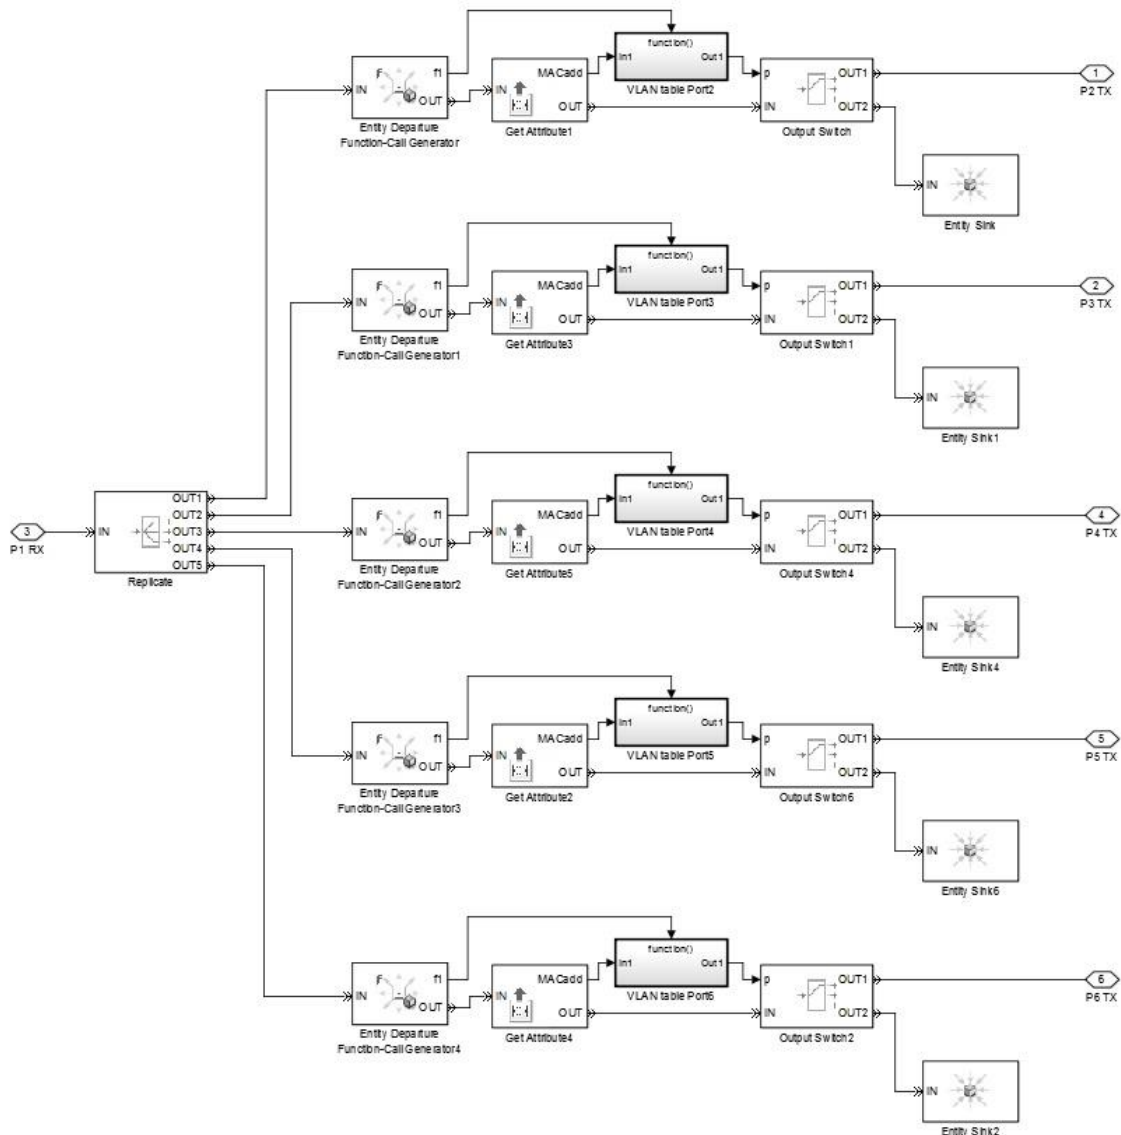 function()
F
f1
MACadd
In1
Out1
OUT1
1
IN
OUT
IN
VLAN table Port2
p
OUT2
P2 TX
Entity Departure
Function-Call Generator
Get Attribute1
OUT
IN
Output Switch
IN
Entity Sink
function()
F
f1
MACadd
In1
Out1
OUT1
2
IN
OUT
IN
VLAN table Port3
p
OUT2
P3 TX
Entity Departure
Function-Call Generator1
Get Attribute3
OUT
IN
Output Switch1
IN
Entity Sink1
function()
F
f1
MACadd
In1
Out1
OUT1
4
IN
OUT
IN
VLAN table Port4
p
OUT2
P4 TX
Entity Departure
Function-Call Generator2
Get Attribute5
OUT
IN
Output Switch4
IN
Entity Sink4
3
P1 RX
IN
OUT1
OUT2
OUT3
OUT4
OUT5
Replicate
function()
F
f1
MACadd
In1
Out1
OUT1
5
IN
OUT
IN
VLAN table Port5
p
OUT2
P5 TX
Entity Departure
Function-Call Generator3
Get Attribute2
OUT
IN
Output Switch6
IN
Entity Sink6
function()
F
f1
MACadd
In1
Out1
OUT1
6
IN
OUT
IN
VLAN table Port6
p
OUT2
P6 TX
Entity Departure
Function-Call Generator4
Get Attribute4
OUT
IN
Output Switch2
IN
Entity Sink2